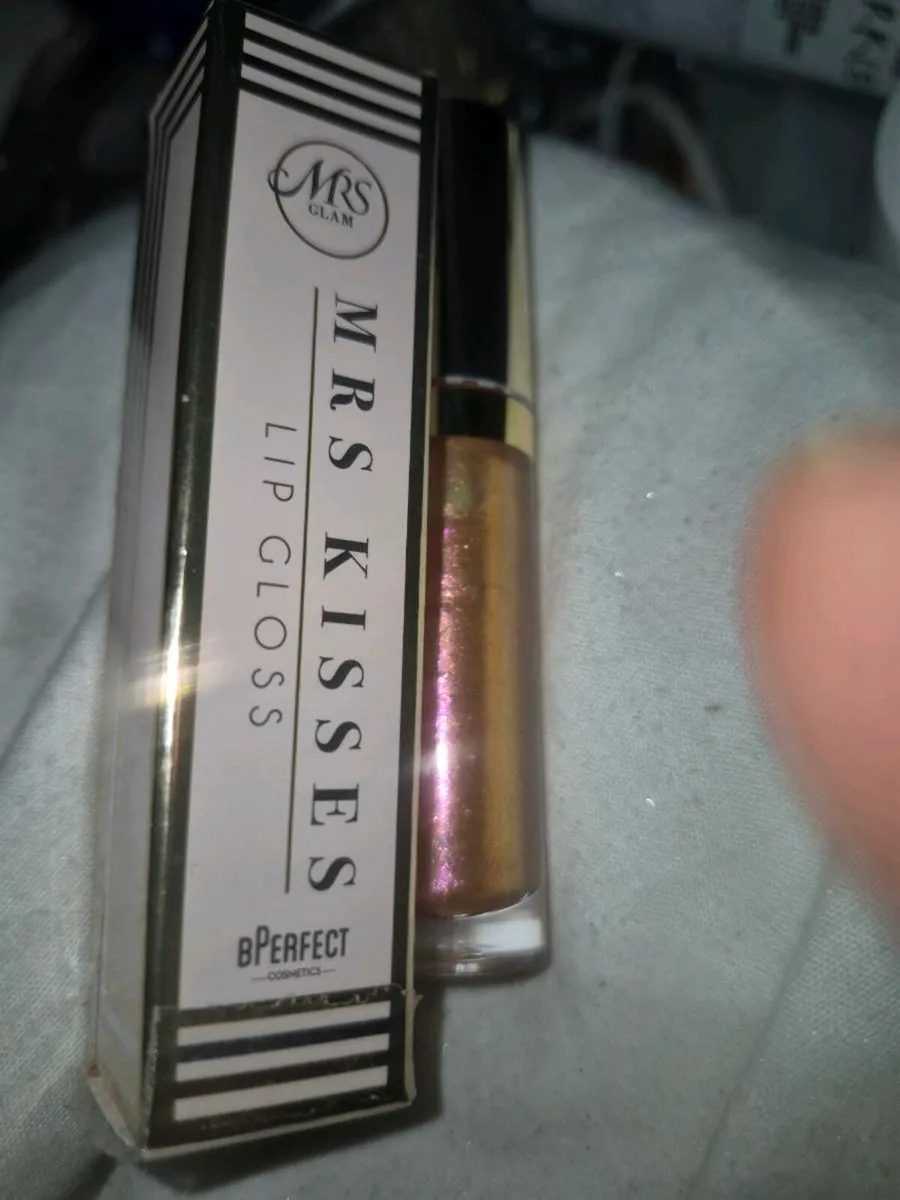 MRS
GLAM
MRS KISSES
LIP GLOSS
BPERFECT
COSMETICS